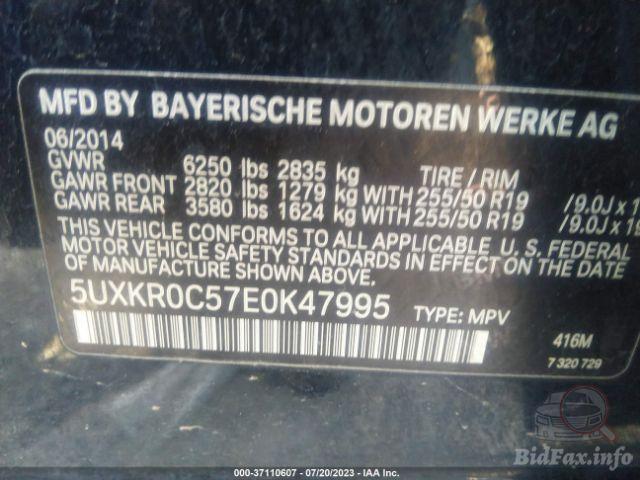 MFD BY BAYERISCHE MOTOREN WERKE AG
06/2014
GVWR 6250 lbs 2835 kg TIRE / RIM
GAWR FRONT 2820 lbs 1279 kg WITH 255/50 R19 /9.0J x 1
GAWR REAR 3580 lbs 1624 kg WITH 255/50 R19 /9.0J x 19
THIS VEHICLE CONFORMS TO ALL APPLICABLE U. S. FEDERAL
MOTOR VEHICLE SAFETY STANDARDS IN EFFECT ON THE DATE
OF MANUFACTURE SHOWN ABOVE.
5UXKR0C57E0K47995 TYPE: MPV
416M
7 320 729
000-37110607 - 07/20/2023 - IAA Inc.
BidFax.info